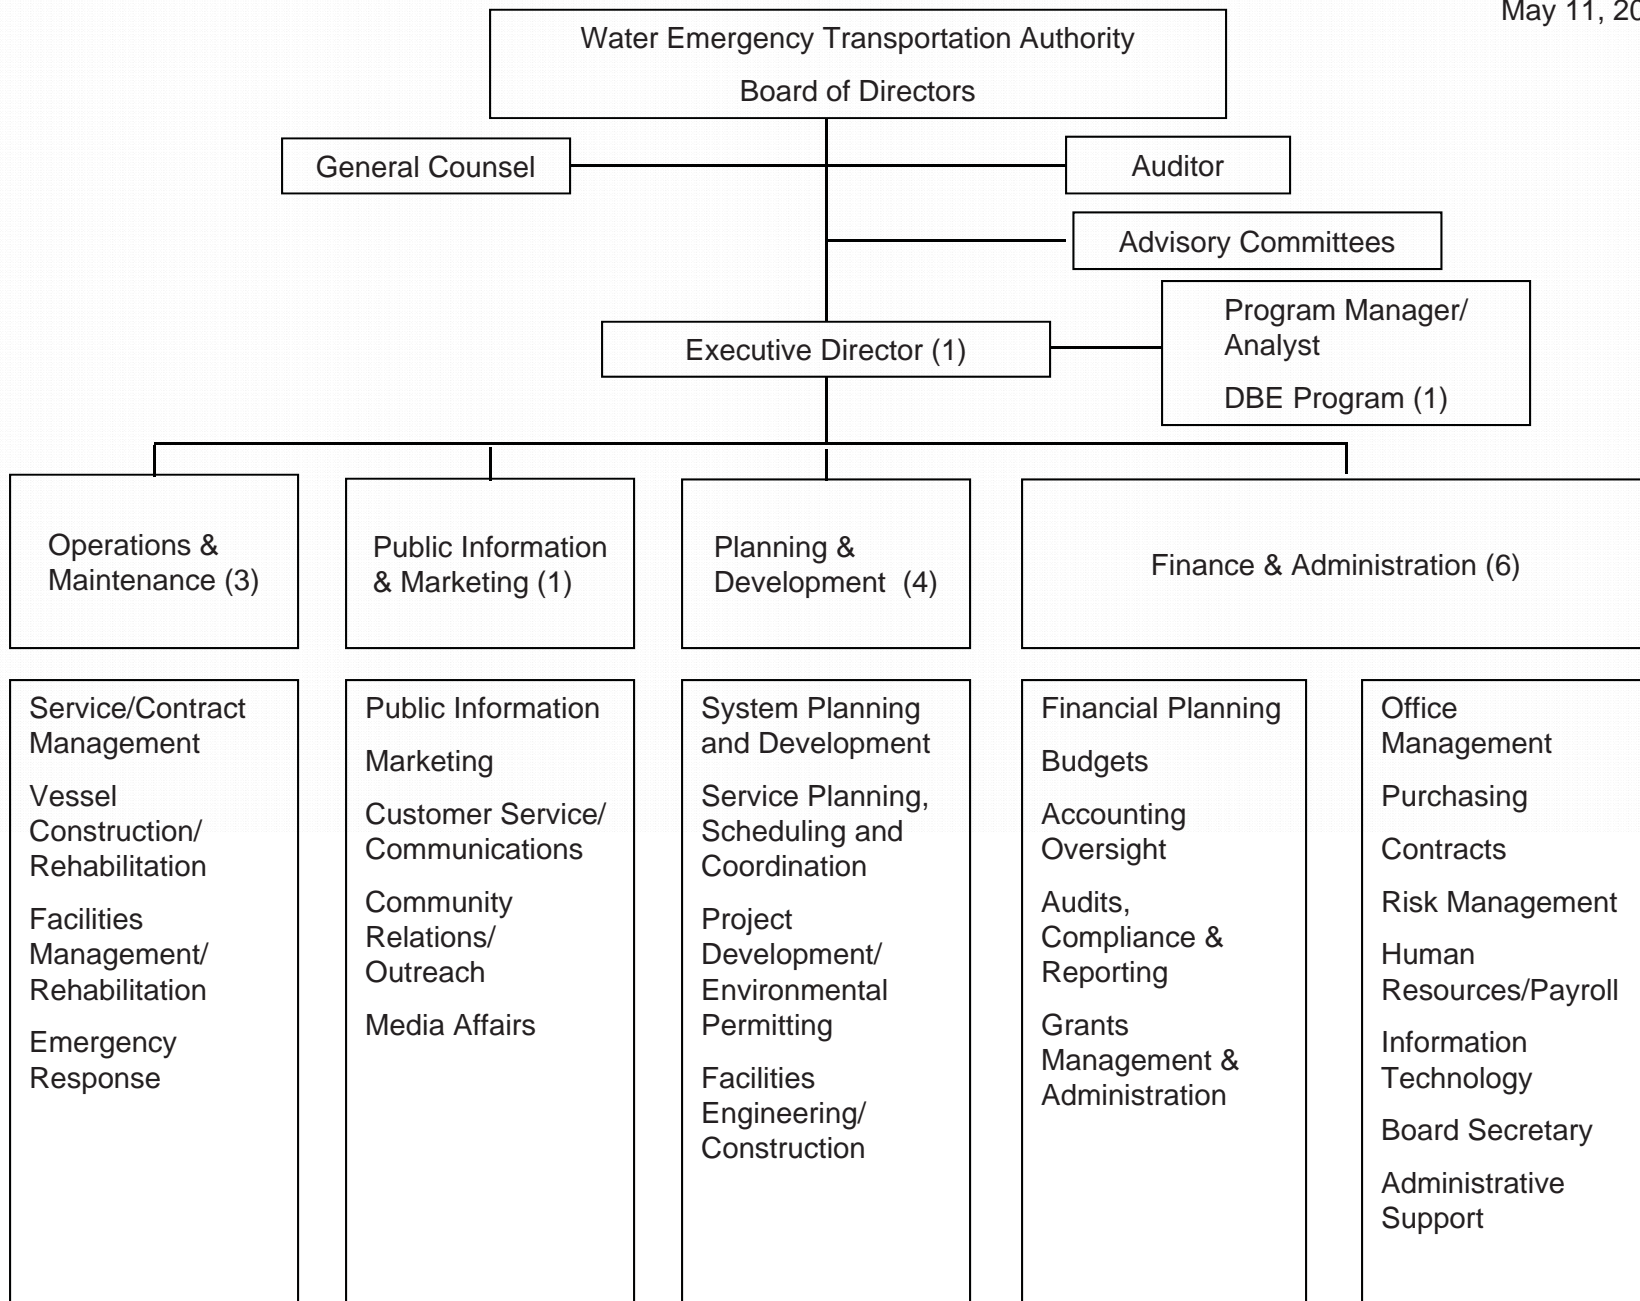 May 11, 20
Water Emergency Transportation Authority
Board of Directors
General Counsel
Auditor
Advisory Committees
Program Manager/
Analyst
DBE Program (1)
Executive Director (1)
Operations &
Maintenance (3)
Public Information
& Marketing (1)
Planning &
Development (4)
Finance & Administration (6)
Service/Contract
Management
Vessel
Construction/
Rehabilitation
Facilities
Management/
Rehabilitation
Emergency
Response
Public Information
Marketing
Customer Service/
Communications
Community
Relations/
Outreach
Media Affairs
System Planning
and Development
Service Planning,
Scheduling and
Coordination
Project
Development/
Environmental
Permitting
Facilities
Engineering/
Construction
Financial Planning
Budgets
Accounting
Oversight
Audits,
Compliance &
Reporting
Grants
Management &
Administration
Office
Management
Purchasing
Contracts
Risk Management
Human
Resources/Payroll
Information
Technology
Board Secretary
Administrative
Support